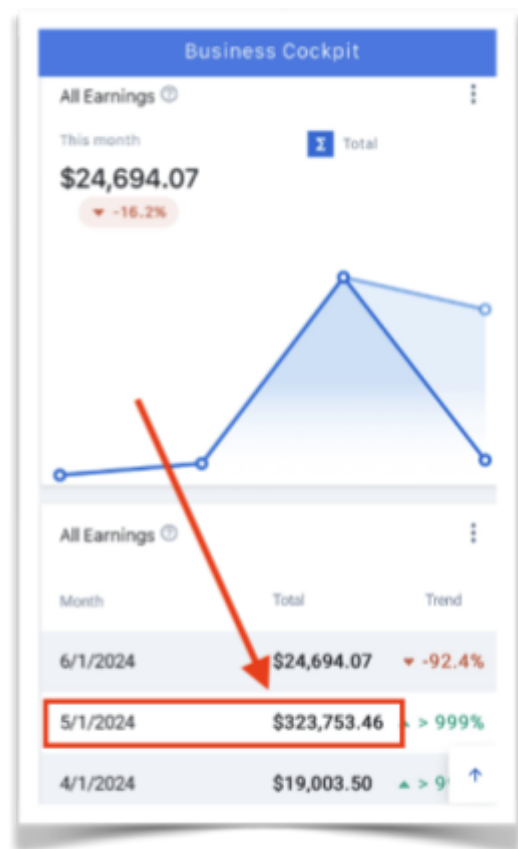 Business Cockpit
All Earnings ?
This month
Σ Total
$24,694.07
▼ -16.2%
All Earnings ?
Month Total Trend
6/1/2024 $24,694.07 ▼ -92.4%
5/1/2024 $323,753.46 ▲ > 999%
4/1/2024 $19,003.50 ▲ > 9